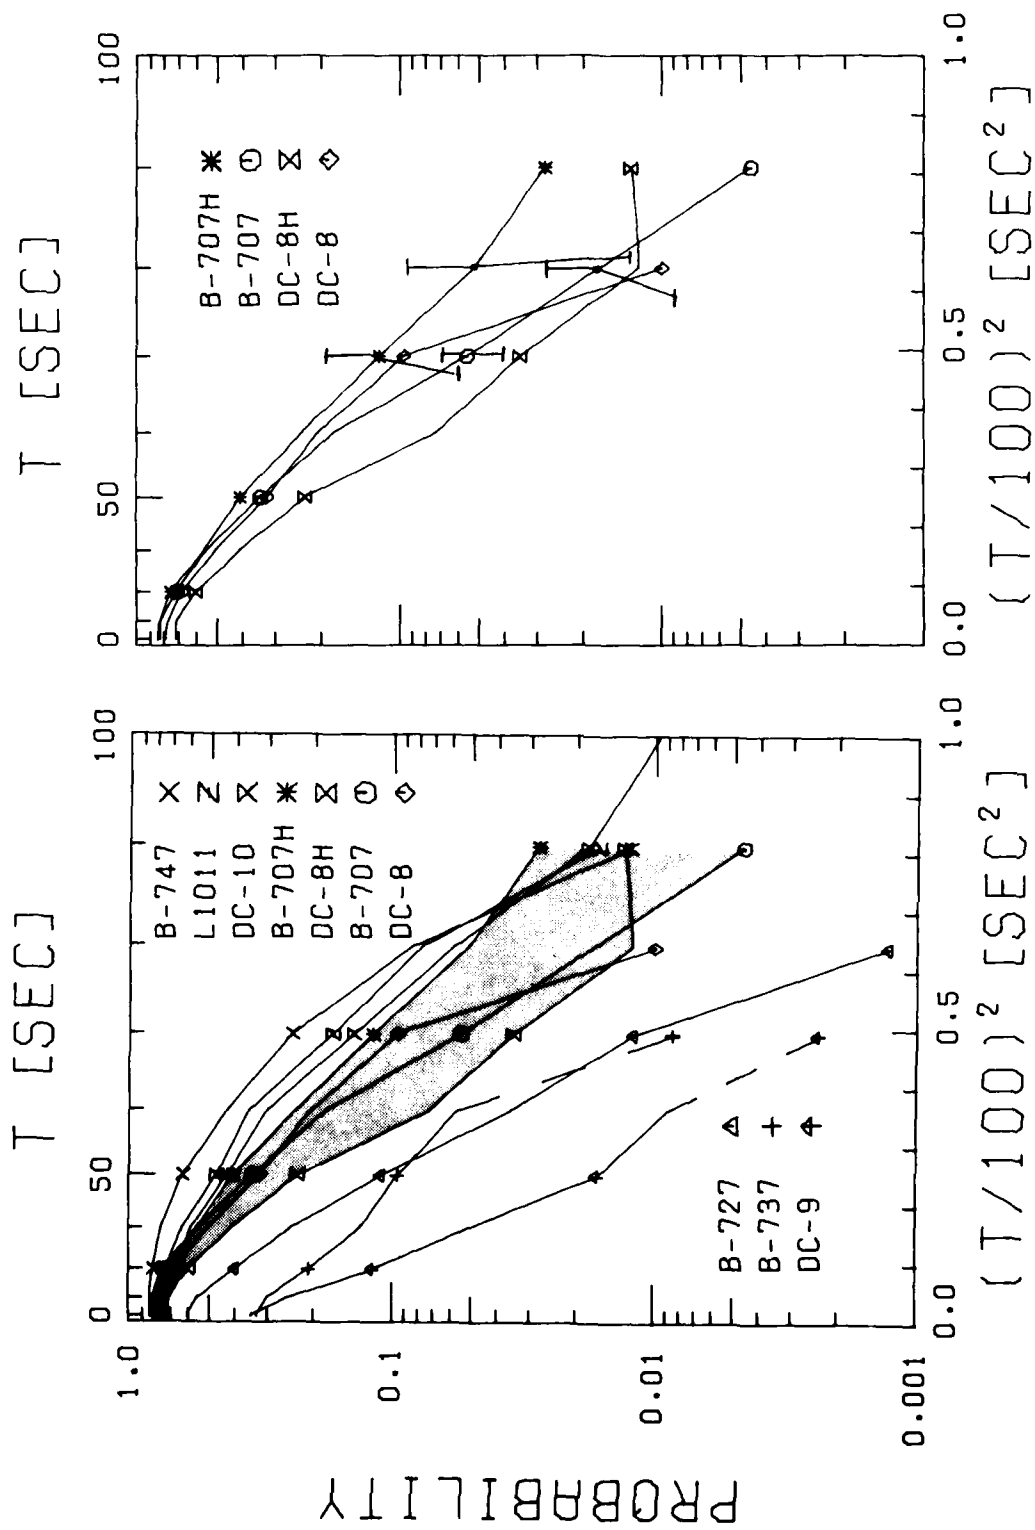 T [SEC]
0
50
100
PROBABILITY
1.0
0.1
0.01
0.001
B-747
L1011
DC-10
B-707H
DC-8H
B-707
DC-8
B-727
B-737
DC-9
0.0
0.5
1.0
(T/100)² [SEC²]
T [SEC]
0
50
100
B-707H
B-707
DC-8H
DC-8
0.0
0.5
1.0
(T/100)² [SEC²]